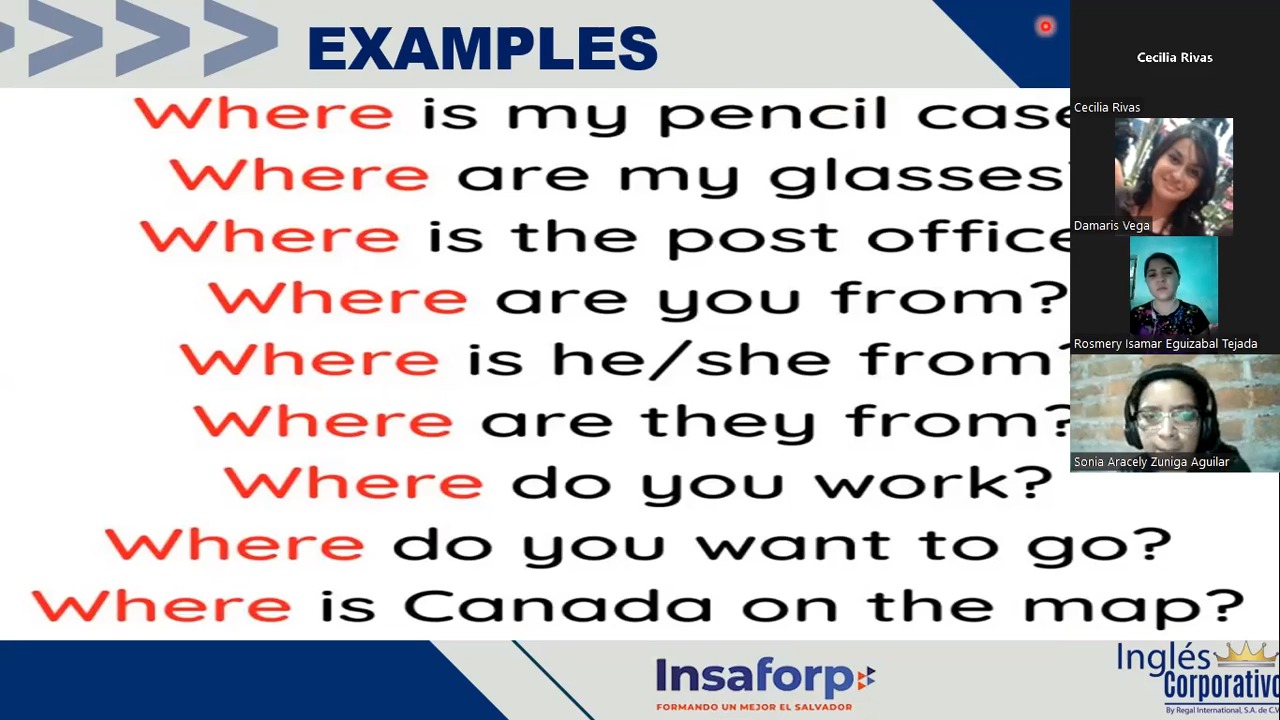 EXAMPLES
Where is my pencil case
Where are my glasses?
Where is the post office
Where are you from?
Where is he/she from?
Where are they from?
Where do you work?
Where do you want to go?
Where is Canada on the map?
Cecilia Rivas
Cecilia Rivas
Damaris Vega
Rosmery Isamar Eguizabal Tejada
Sonia Aracely Zuniga Aguilar
Insaforp
FORMANDO UN MEJOR EL SALVADOR
Inglés
Corporativo
By Regal International, S.A. de C.V